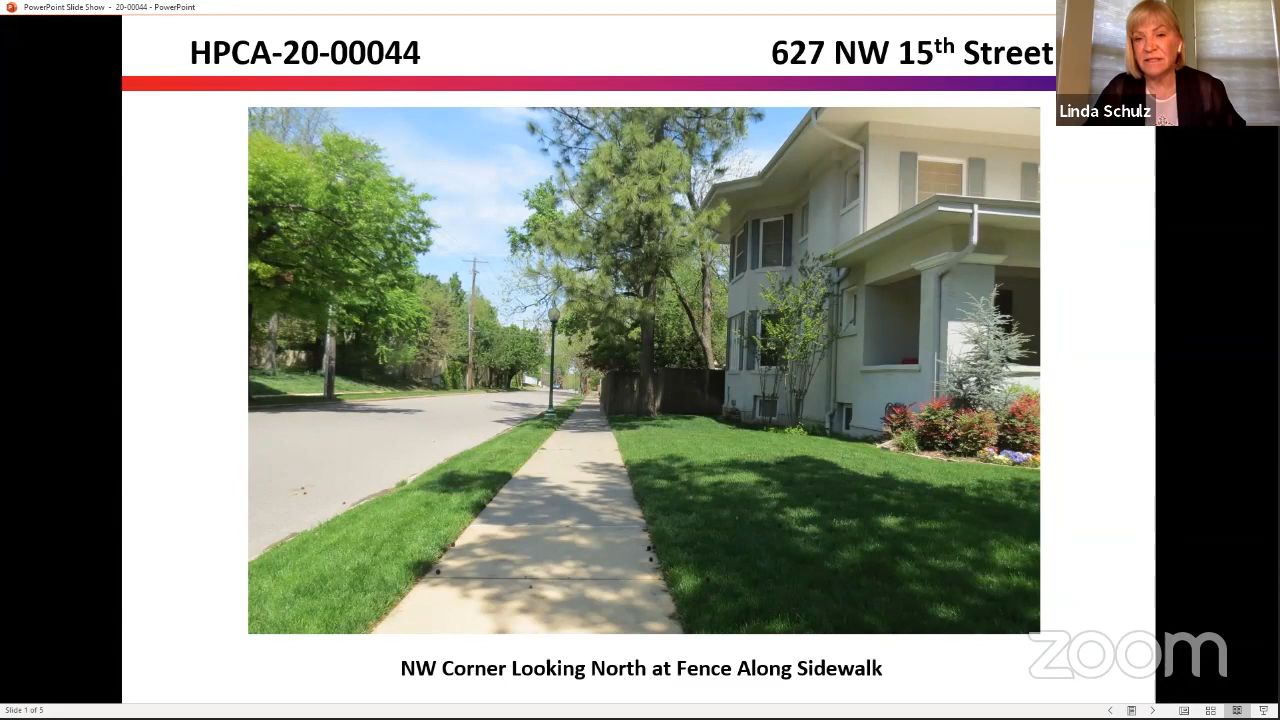 PowerPoint Slide Show - 20-00044 - PowerPoint
HPCA-20-00044
627 NW 15th Street
Linda Schulz
NW Corner Looking North at Fence Along Sidewalk
zoom
Slide 1 of 5